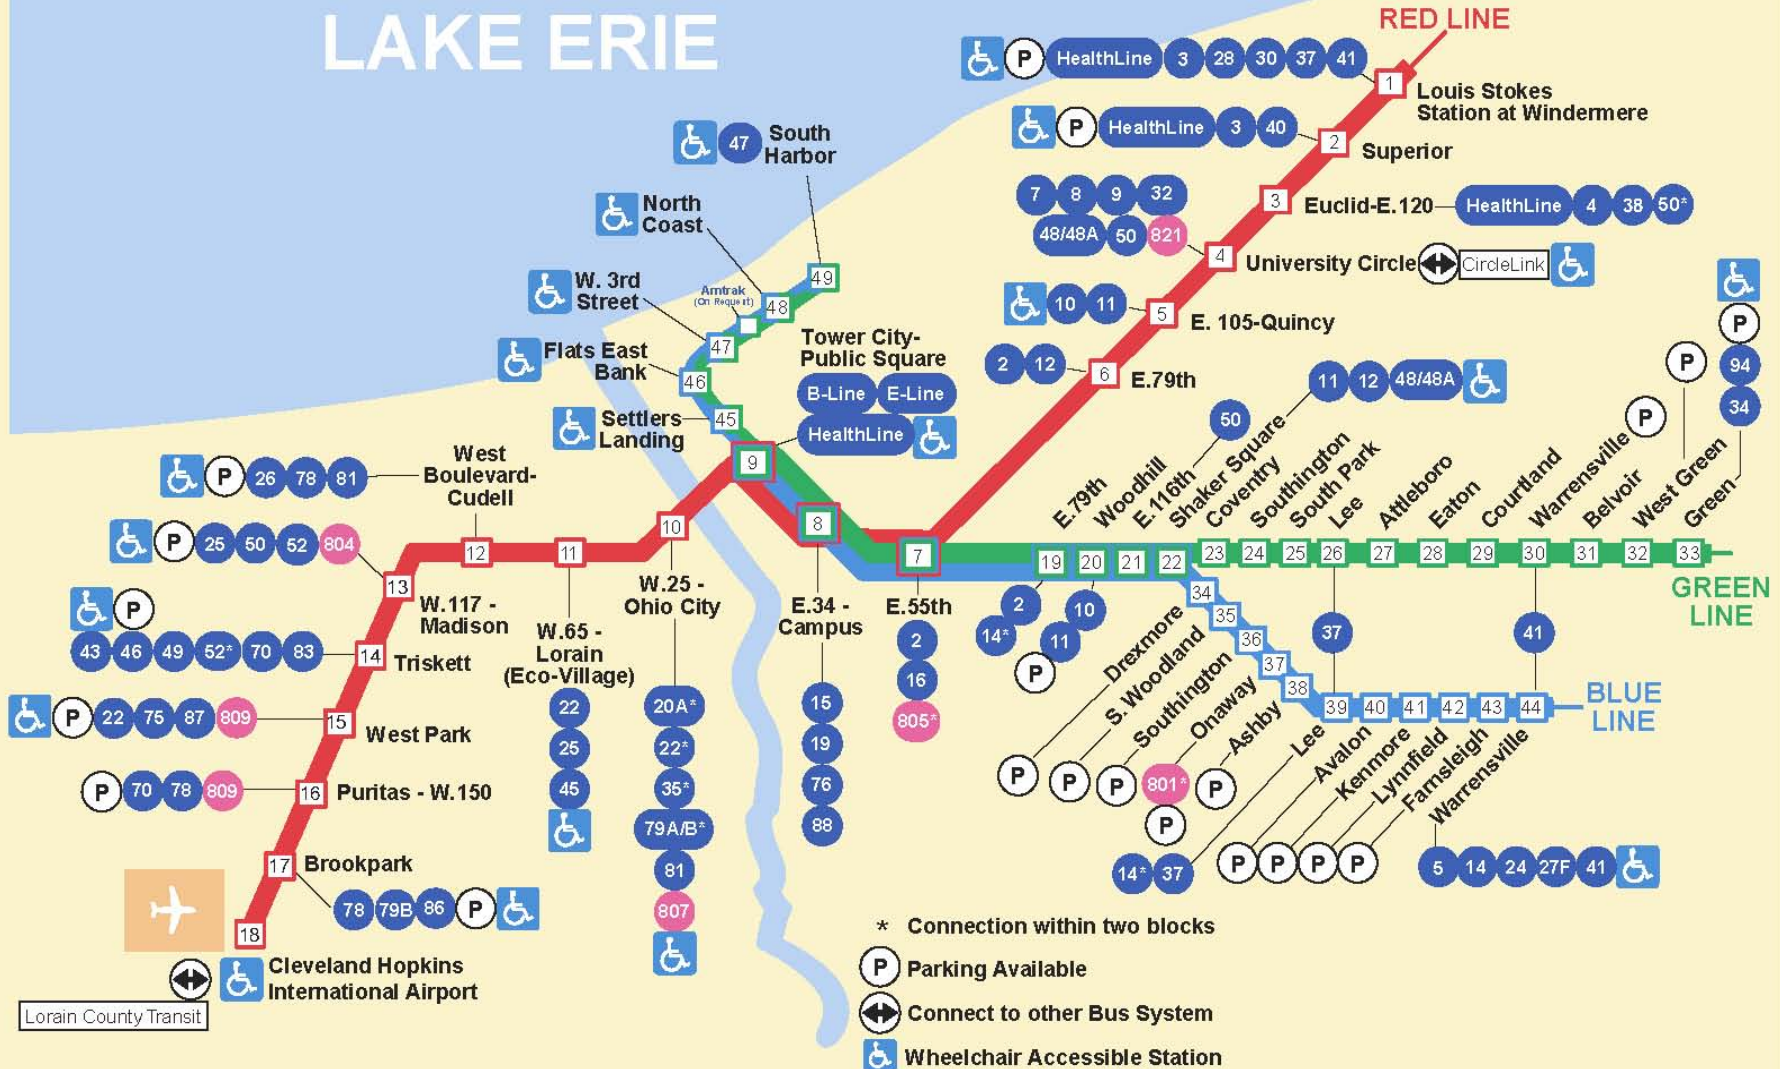 LAKE ERIE
RED LINE
P HealthLine 3 28 30 37 41
1
Louis Stokes
Station at Windermere
P HealthLine 3 40
2
Superior
7 8 9 32
48/48A 50 821
3
Euclid-E.120
HealthLine 4 38 50*
4
University Circle
CircleLink
10 11
5
E. 105-Quincy
2 12
6
E.79th
47
South
Harbor
North
Coast
W. 3rd
Street
Amtrak
(On Request)
Flats East
Bank
Settlers
Landing
49
48
47
46
45
Tower City-
Public Square
B-Line E-Line
HealthLine
9
8
7
P 26 78 81
West
Boulevard-
Cudell
P 25 50 52 804
10
11
12
13
W.117 -
Madison
P
43 46 49 52* 70 83
14
Triskett
P 22 75 87 809
15
West Park
P 70 78 809
16
Puritas - W.150
17
Brookpark
78 79B 86 P
18
Cleveland Hopkins
International Airport
Lorain County Transit
W.65 -
Lorain
(Eco-Village)
22
25
45
W.25 -
Ohio City
20A*
22*
35*
79A/B*
81
807
E.34 -
Campus
15
19
76
88
E.55th
2
16
805*
50
11 12 48/48A
P
P
P
94
34
E.79th
Woodhill
E.116th
Shaker Square
Coventry
Southington
South Park
Lee
Attleboro
Eaton
Courtland
Warrensville
Belvoir
West Green
Green
19 20 21 22 23 24 25 26 27 28 29 30 31 32 33
GREEN
LINE
2
14*
10
11
P
37
41
34
35
36
37
38
39 40 41 42 43 44
BLUE
LINE
Drexmore
S. Woodland
Southington
Onaway
Ashby
Lee
Avalon
Kenmore
Lynnfield
Farnsleigh
Warrensville
P P P 801* P
P
14* 37
P P P P
5 14 24 27F 41
* Connection within two blocks
P Parking Available
Connect to other Bus System
Wheelchair Accessible Station